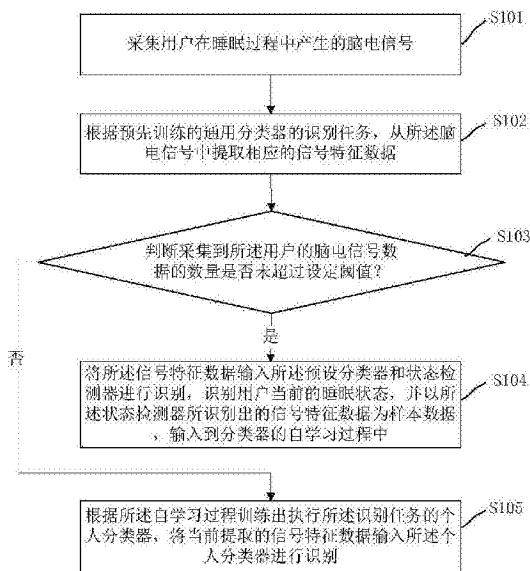 S101
采集用户在睡眠过程中产生的脑电信号
S102
根据预先训练的通用分类器的识别任务，从所述脑
电信号中提取相应的信号特征数据
S103
判断采集到所述用户的脑电信号数
据的数量是否未超过设定阈值？
是
否
将所述信号特征数据输入所述预设分类器和状态检
测器进行识别，识别用户当前的睡眠状态，并以所
述状态检测器所识别出的信号特征数据为样本数据
，输入到分类器的自学习过程中
S104
根据所述自学习过程训练出执行所述识别任务的个
人分类器，将当前提取的信号特征数据输入所述个
人分类器进行识别
S105